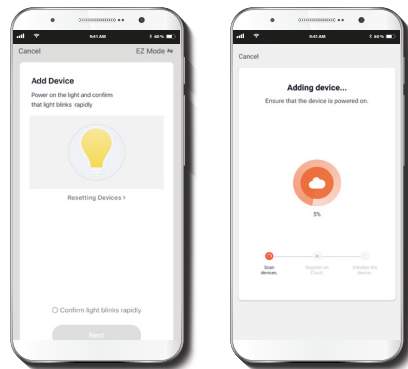 9:41 AM
60%
Cancel
EZ Mode
Add Device
Power on the light and confirm
that light blinks rapidly
Resetting Devices >
Confirm light blinks rapidly
Next
9:41 AM
60%
Cancel
Adding device...
Ensure that the device is powered on.
5%
Scan
devices.
Register on
Cloud.
Initialize the
device.